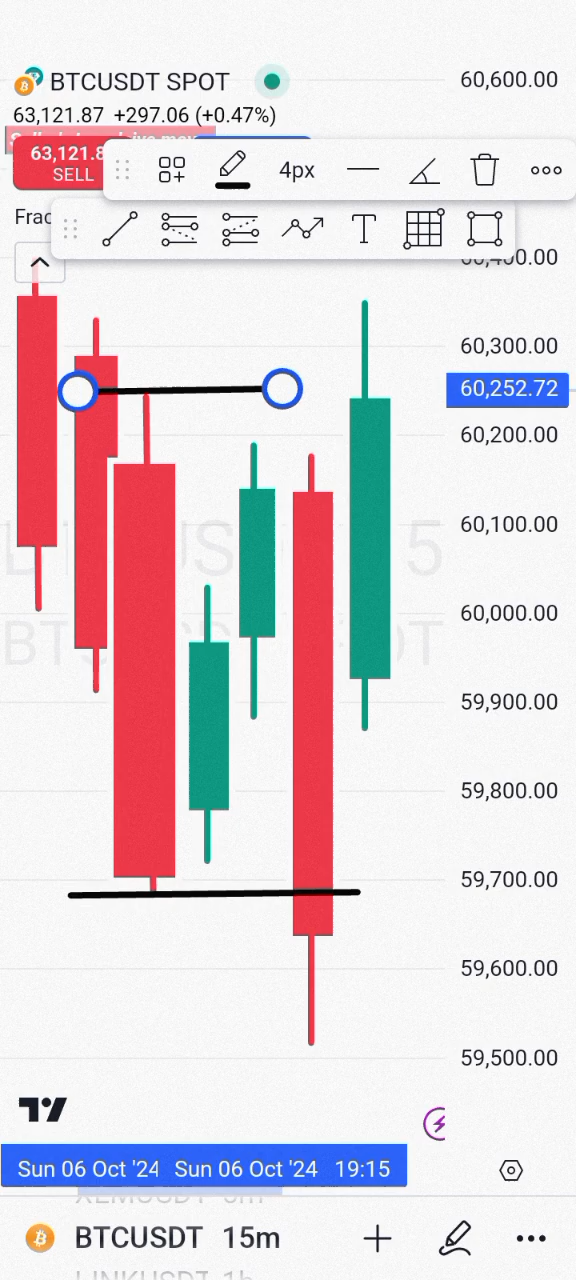 BTCUSDT SPOT
60,600.00
63,121.87 +297.06 (+0.47%)
63,121.8
SELL
4px
Frac
T
60,400.00
60,300.00
60,252.72
60,200.00
60,100.00
60,000.00
59,900.00
59,800.00
59,700.00
59,600.00
59,500.00
Sun 06 Oct '24 Sun 06 Oct '24 19:15
BTCUSDT 15m